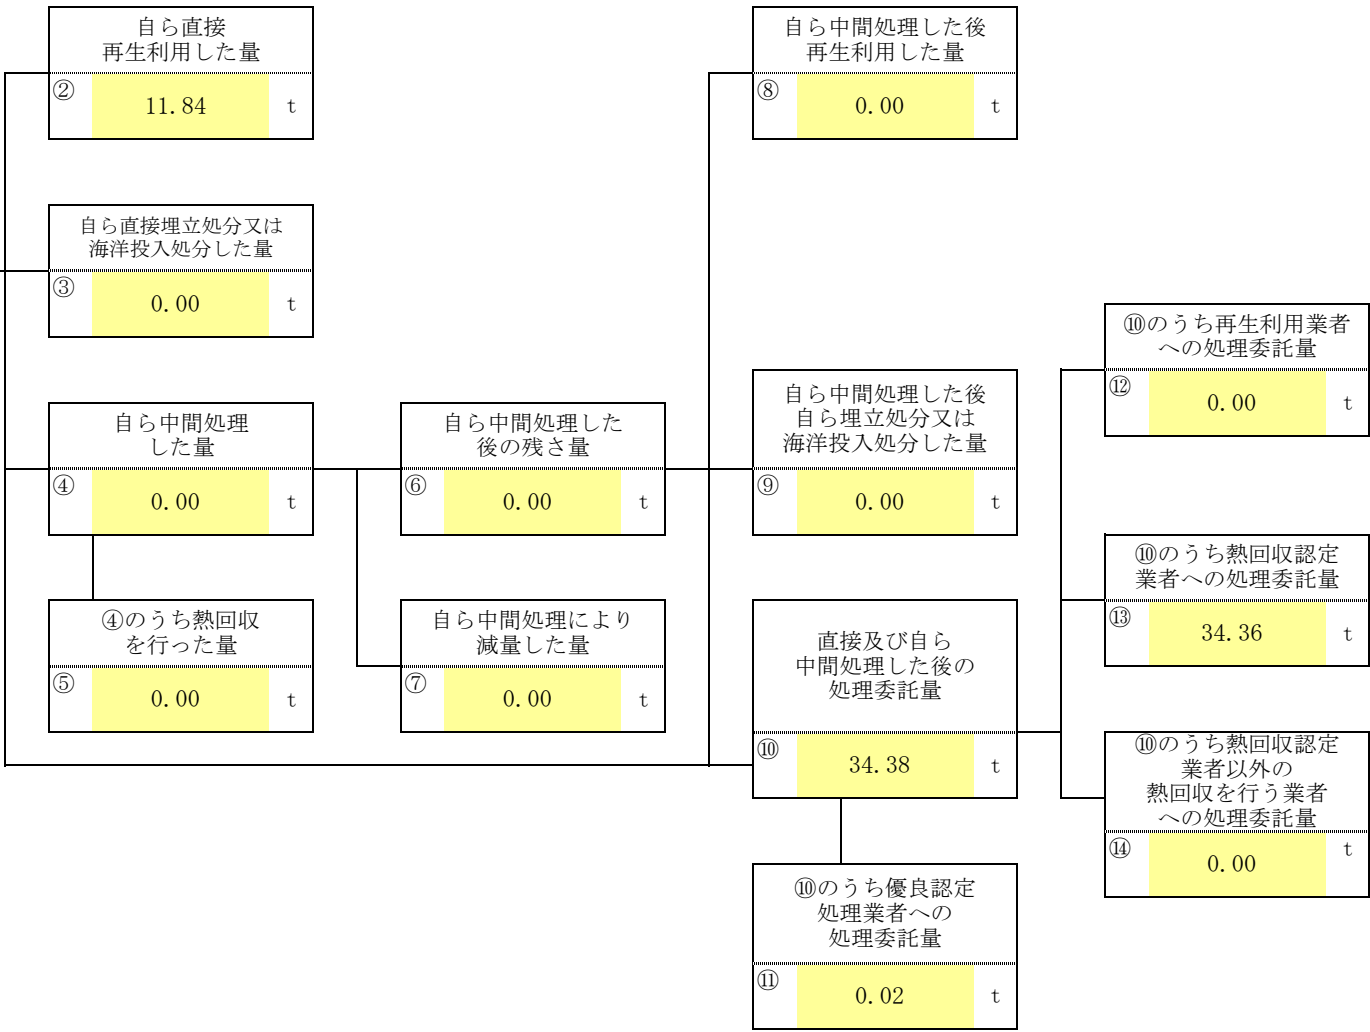 自ら直接
再生利用した量
②
11.84
t
自ら直接埋立処分又は
海洋投入処分した量
③
0.00
t
自ら中間処理
した量
④
0.00
t
④のうち熱回収
を行った量
⑤
0.00
t
自ら中間処理した
後の残さ量
⑥
0.00
t
自ら中間処理により
減量した量
⑦
0.00
t
自ら中間処理した後
再生利用した量
⑧
0.00
t
自ら中間処理した後
自ら埋立処分又は
海洋投入処分した量
⑨
0.00
t
直接及び自ら
中間処理した後の
処理委託量
⑩
34.38
t
⑩のうち優良認定
処理業者への
処理委託量
⑪
0.02
t
⑩のうち再生利用業者
への処理委託量
⑫
0.00
t
⑩のうち熱回収認定
業者への処理委託量
⑬
34.36
t
⑩のうち熱回収認定
業者以外の
熱回収を行う業者
への処理委託量
⑭
0.00
t